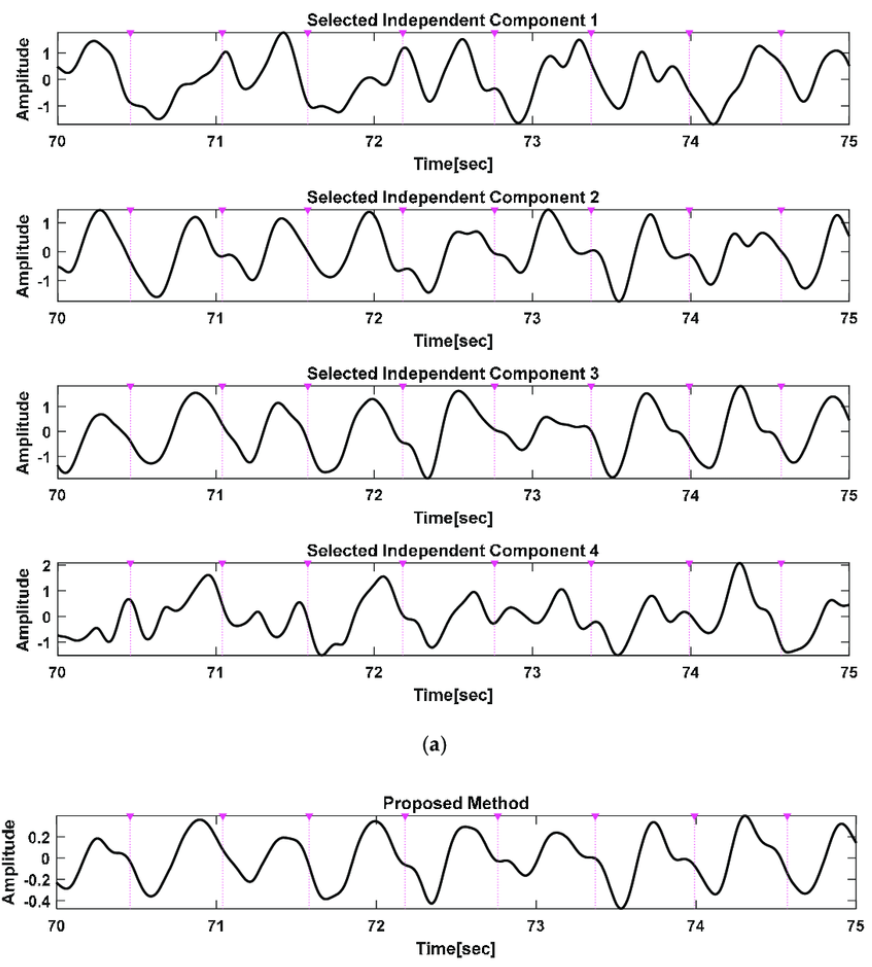 Selected Independent Component 1
Amplitude
1
0
-1
70 71 72 73 74 75
Time[sec]
Selected Independent Component 2
Amplitude
1
0
-1
70 71 72 73 74 75
Time[sec]
Selected Independent Component 3
Amplitude
1
0
-1
70 71 72 73 74 75
Time[sec]
Selected Independent Component 4
Amplitude
2
1
0
-1
70 71 72 73 74 75
Time[sec]
(a)
Proposed Method
Amplitude
0.2
0
-0.2
-0.4
70 71 72 73 74 75
Time[sec]